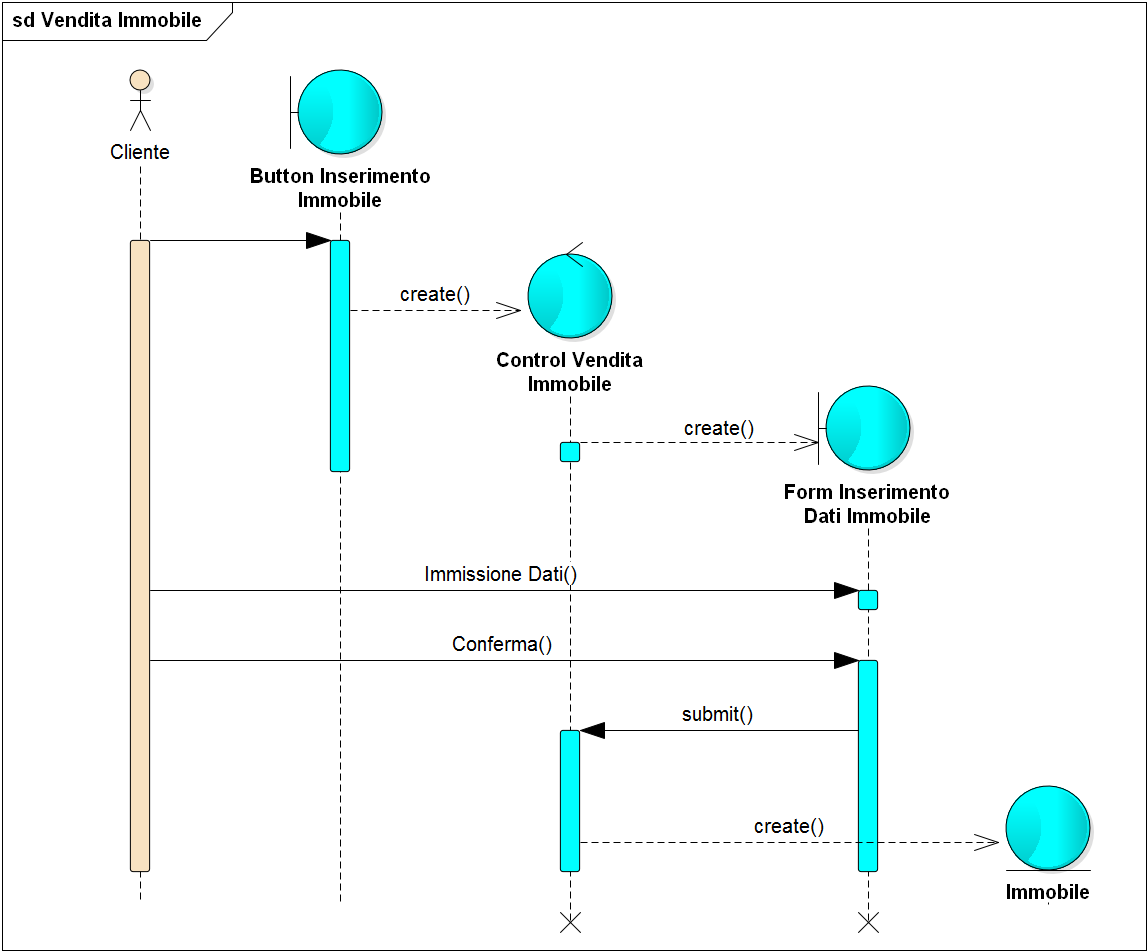 sd Vendita Immobile
Cliente
Button Inserimento
Immobile
create()
Control Vendita
Immobile
create()
Form Inserimento
Dati Immobile
Immissione Dati()
Conferma()
submit()
create()
Immobile